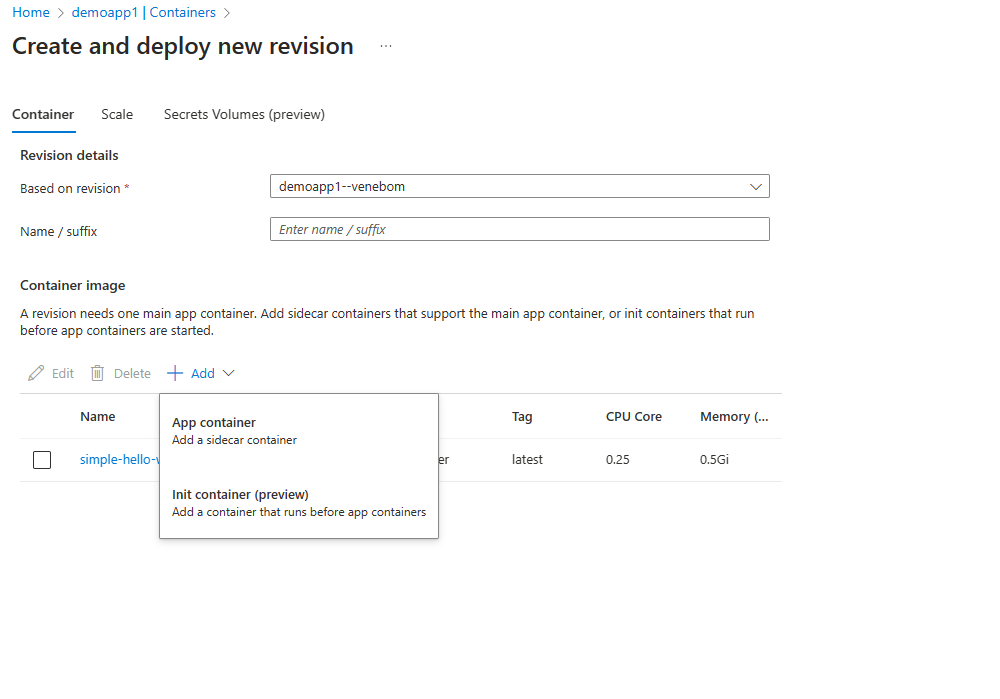 Home > demoapp1 | Containers >
Create and deploy new revision ...
Container Scale Secrets Volumes (preview)
Revision details
Based on revision * demoapp1--venebom
Name / suffix Enter name / suffix
Container image
A revision needs one main app container. Add sidecar containers that support the main app container, or init containers that run
before app containers are started.
Edit Delete + Add
Name Tag CPU Core Memory (...
App container
Add a sidecar container
simple-hello- er latest 0.25 0.5Gi
Init container (preview)
Add a container that runs before app containers